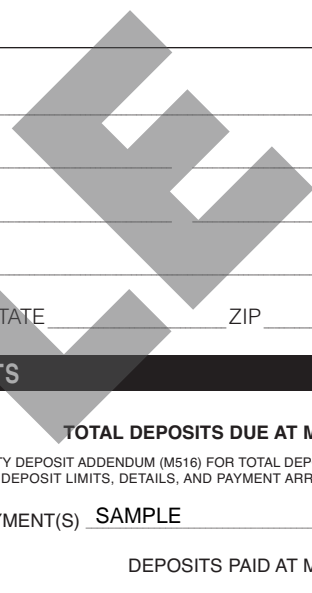 LE
TATE ZIP
TS
TOTAL DEPOSITS DUE AT M
TY DEPOSIT ADDENDUM (M516) FOR TOTAL DEP
DEPOSIT LIMITS, DETAILS, AND PAYMENT ARR
YMENT(S) SAMPLE
DEPOSITS PAID AT M